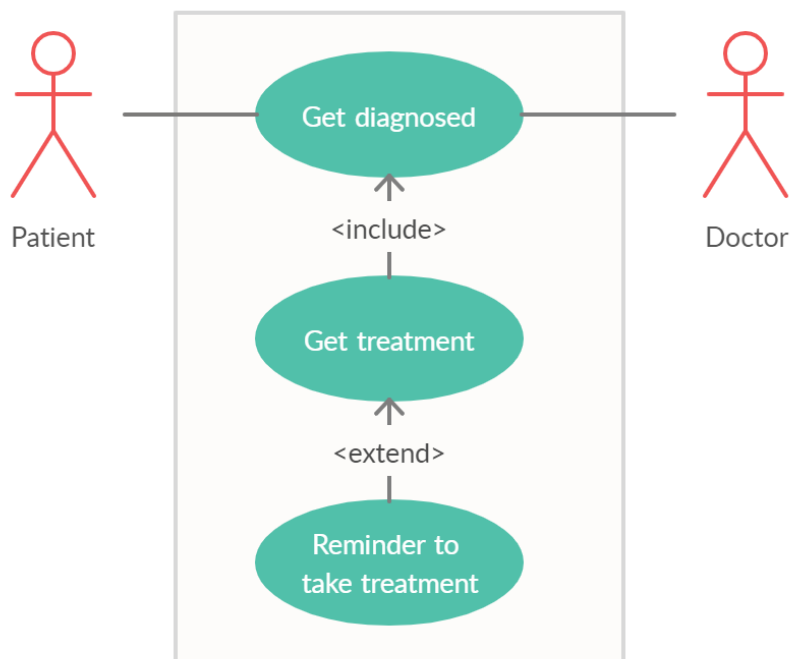 Get diagnosed
Patient
Doctor
<include>
Get treatment
<extend>
Reminder to
take treatment